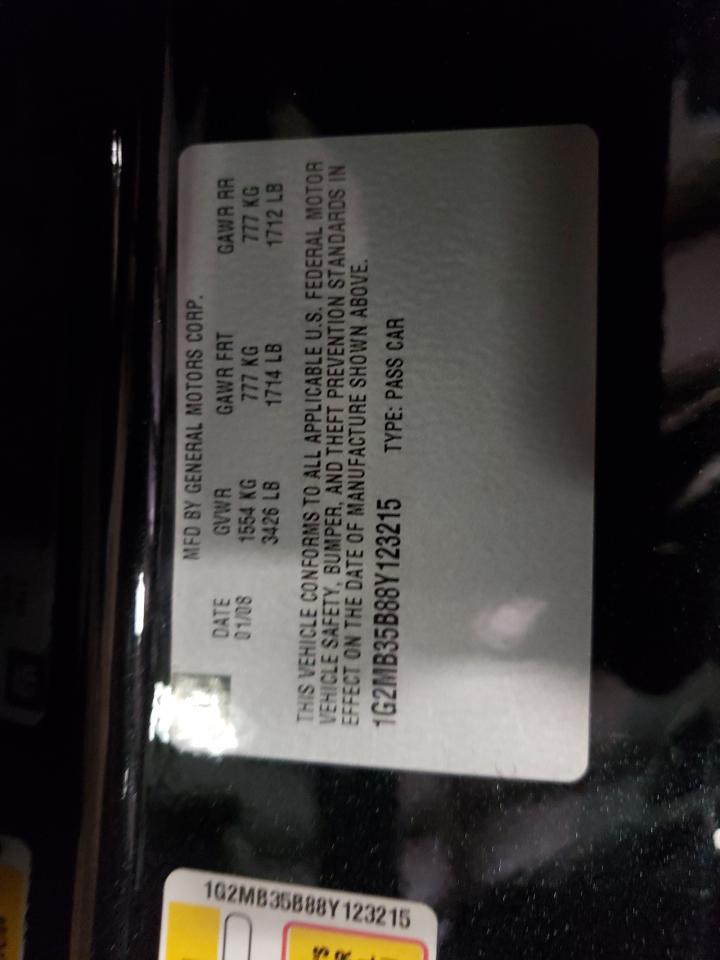 MFD BY GENERAL MOTORS CORP.
DATE GVWR GAWR FRT GAWR RR
01/08 1554 KG 777 KG 777 KG
3426 LB 1714 LB 1712 LB
THIS VEHICLE CONFORMS TO ALL APPLICABLE U.S. FEDERAL MOTOR
VEHICLE SAFETY, BUMPER, AND THEFT PREVENTION STANDARDS IN
EFFECT ON THE DATE OF MANUFACTURE SHOWN ABOVE.
1G2MB35B88Y123215 TYPE: PASS CAR
1G2MB35B88Y123215